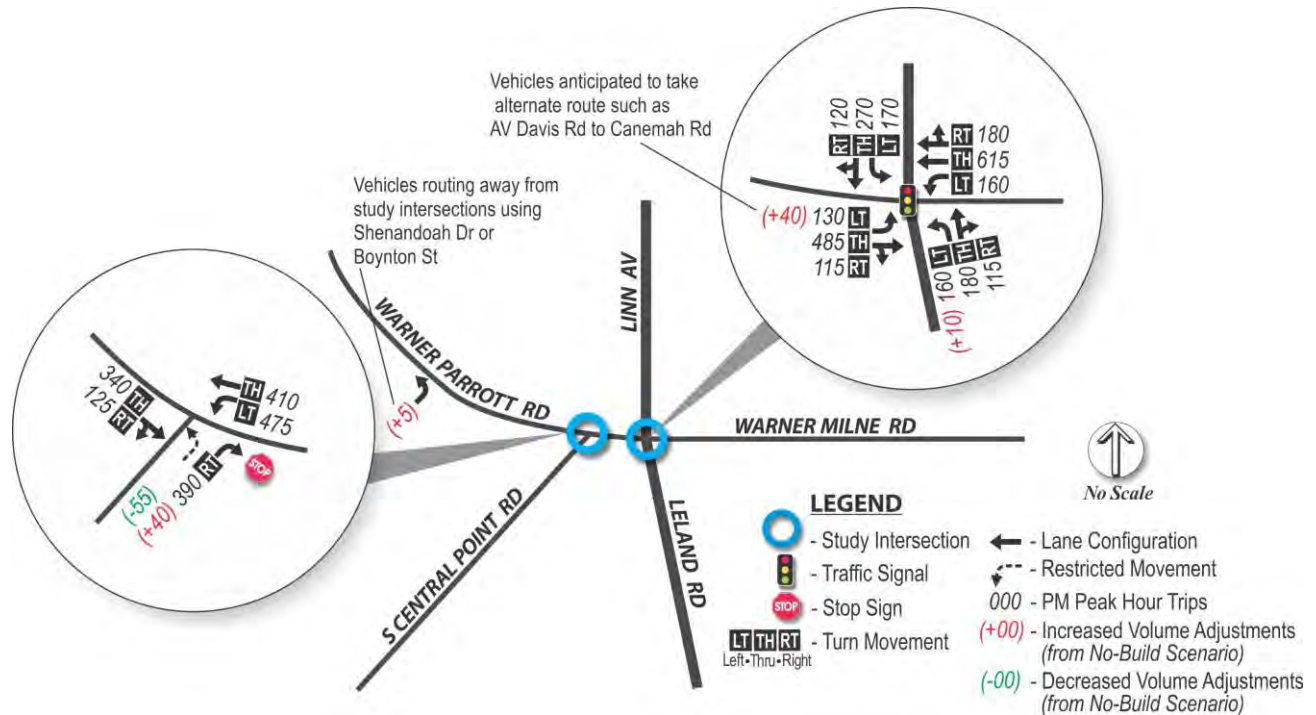 Vehicles anticipated to take
alternate route such as
AV Davis Rd to Canemah Rd
Vehicles routing away from
study intersections using
Shenandoah Dr or
Boynton St
RT 120
TH 270
LT 170
RT 180
TH 615
LT 160
(+40) 130 LT
485 TH
115 RT
(+10) 160 LT
180 TH
115 RT
340 TH
125 RT
TH 410
LT 475
(-55)
(+40) 390 RT
STOP
(+5)
WARNER PARROTT RD
LINN AV
WARNER MILNE RD
S CENTRAL POINT RD
LELAND RD
No Scale
LEGEND
- Study Intersection
- Traffic Signal
STOP - Stop Sign
LT TH RT - Turn Movement
Left•Thru•Right
- Lane Configuration
- Restricted Movement
000 - PM Peak Hour Trips
(+00) - Increased Volume Adjustments
(from No-Build Scenario)
(-00) - Decreased Volume Adjustments
(from No-Build Scenario)